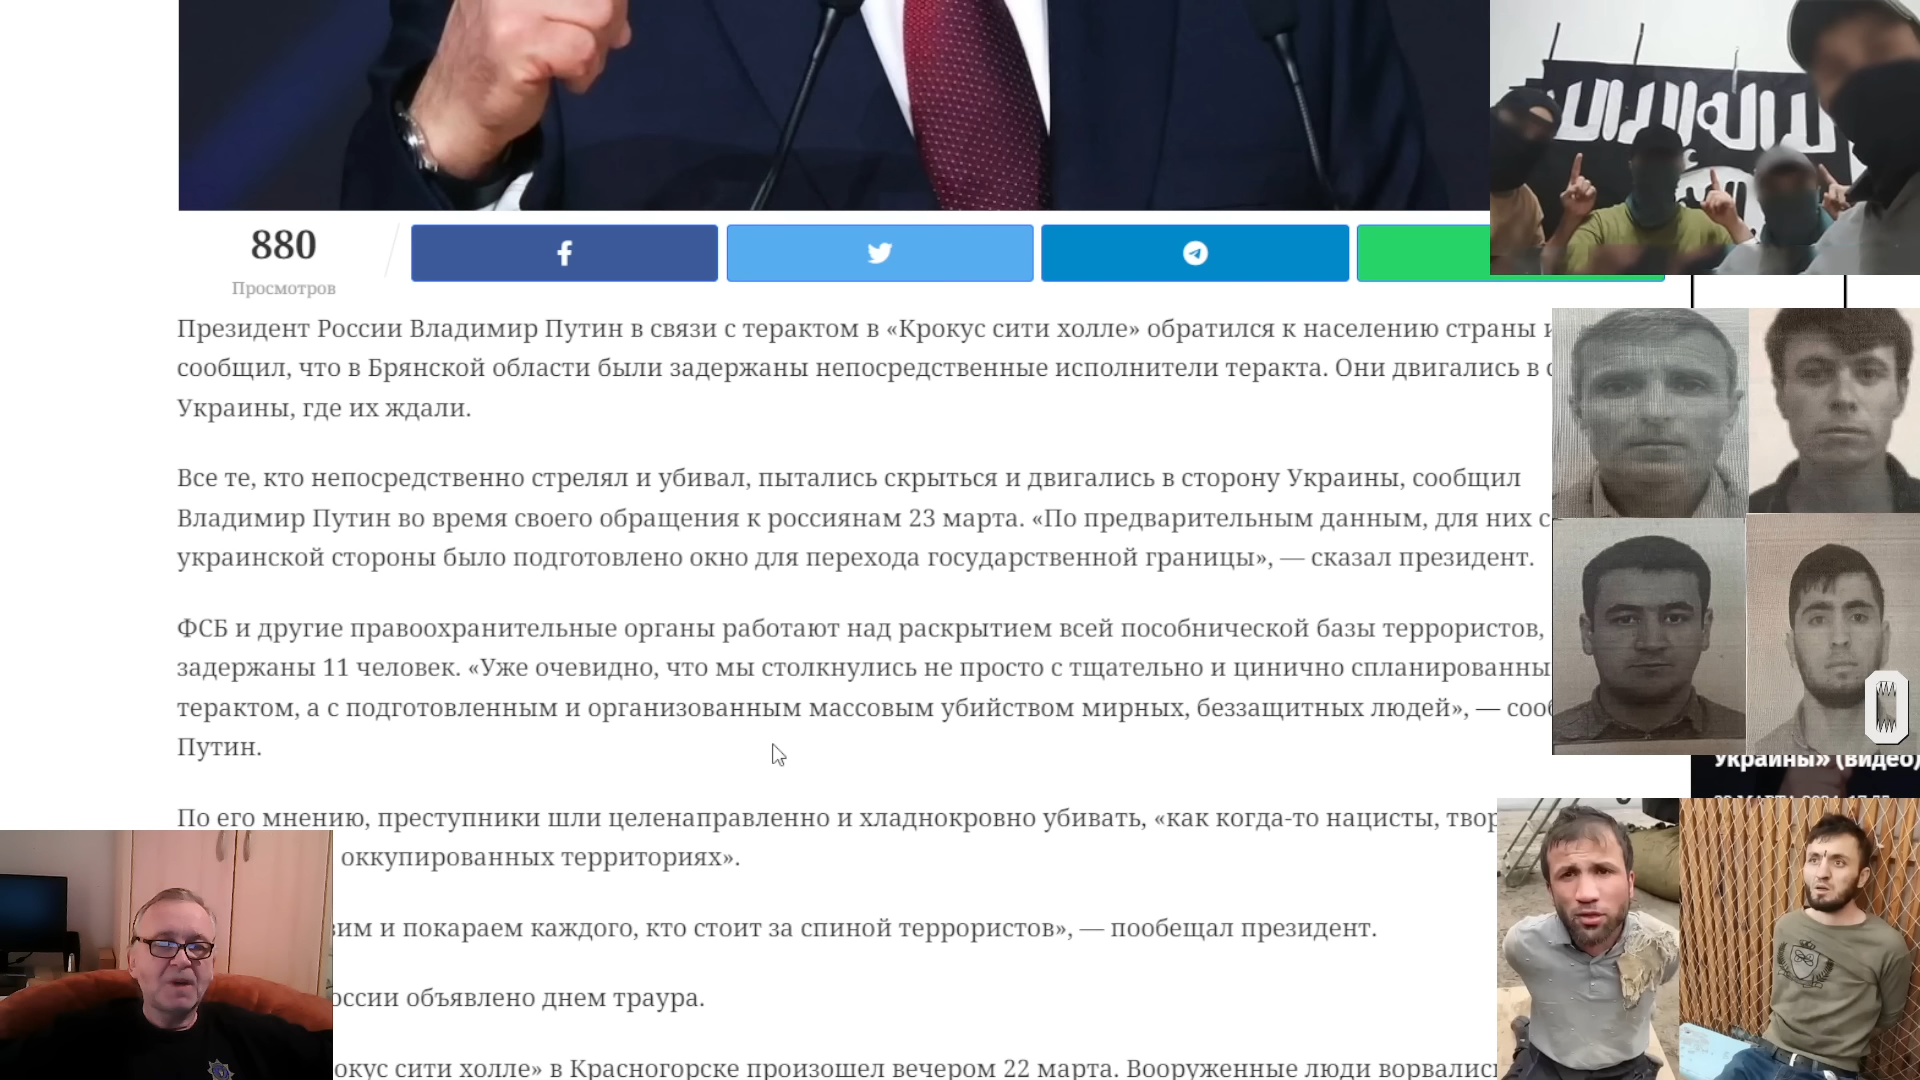 880
Просмотров
Президент России Владимир Путин в связи с терактом в «Крокус сити холле» обратился к населению страны и
сообщил, что в Брянской области были задержаны непосредственные исполнители теракта. Они двигались в
Украины, где их ждали.
Все те, кто непосредственно стрелял и убивал, пытались скрыться и двигались в сторону Украины, сообщил
Владимир Путин во время своего обращения к россиянам 23 марта. «По предварительным данным, для них с
украинской стороны было подготовлено окно для перехода государственной границы», — сказал президент.
ФСБ и другие правоохранительные органы работают над раскрытием всей пособнической базы террористов,
задержаны 11 человек. «Уже очевидно, что мы столкнулись не просто с тщательно и цинично спланированны
терактом, а с подготовленным и организованным массовым убийством мирных, беззащитных людей», — сооб
Путин.
Украины» (видео)
По его мнению, преступники шли целенаправленно и хладнокровно убивать, «как когда-то нацисты, твор
оккупированных территориях».
вим и покараем каждого, кто стоит за спиной террористов», — пообещал президент.
оссии объявлено днем траура.
окус сити холле» в Красногорске произошел вечером 22 марта. Вооруженные люди ворвались